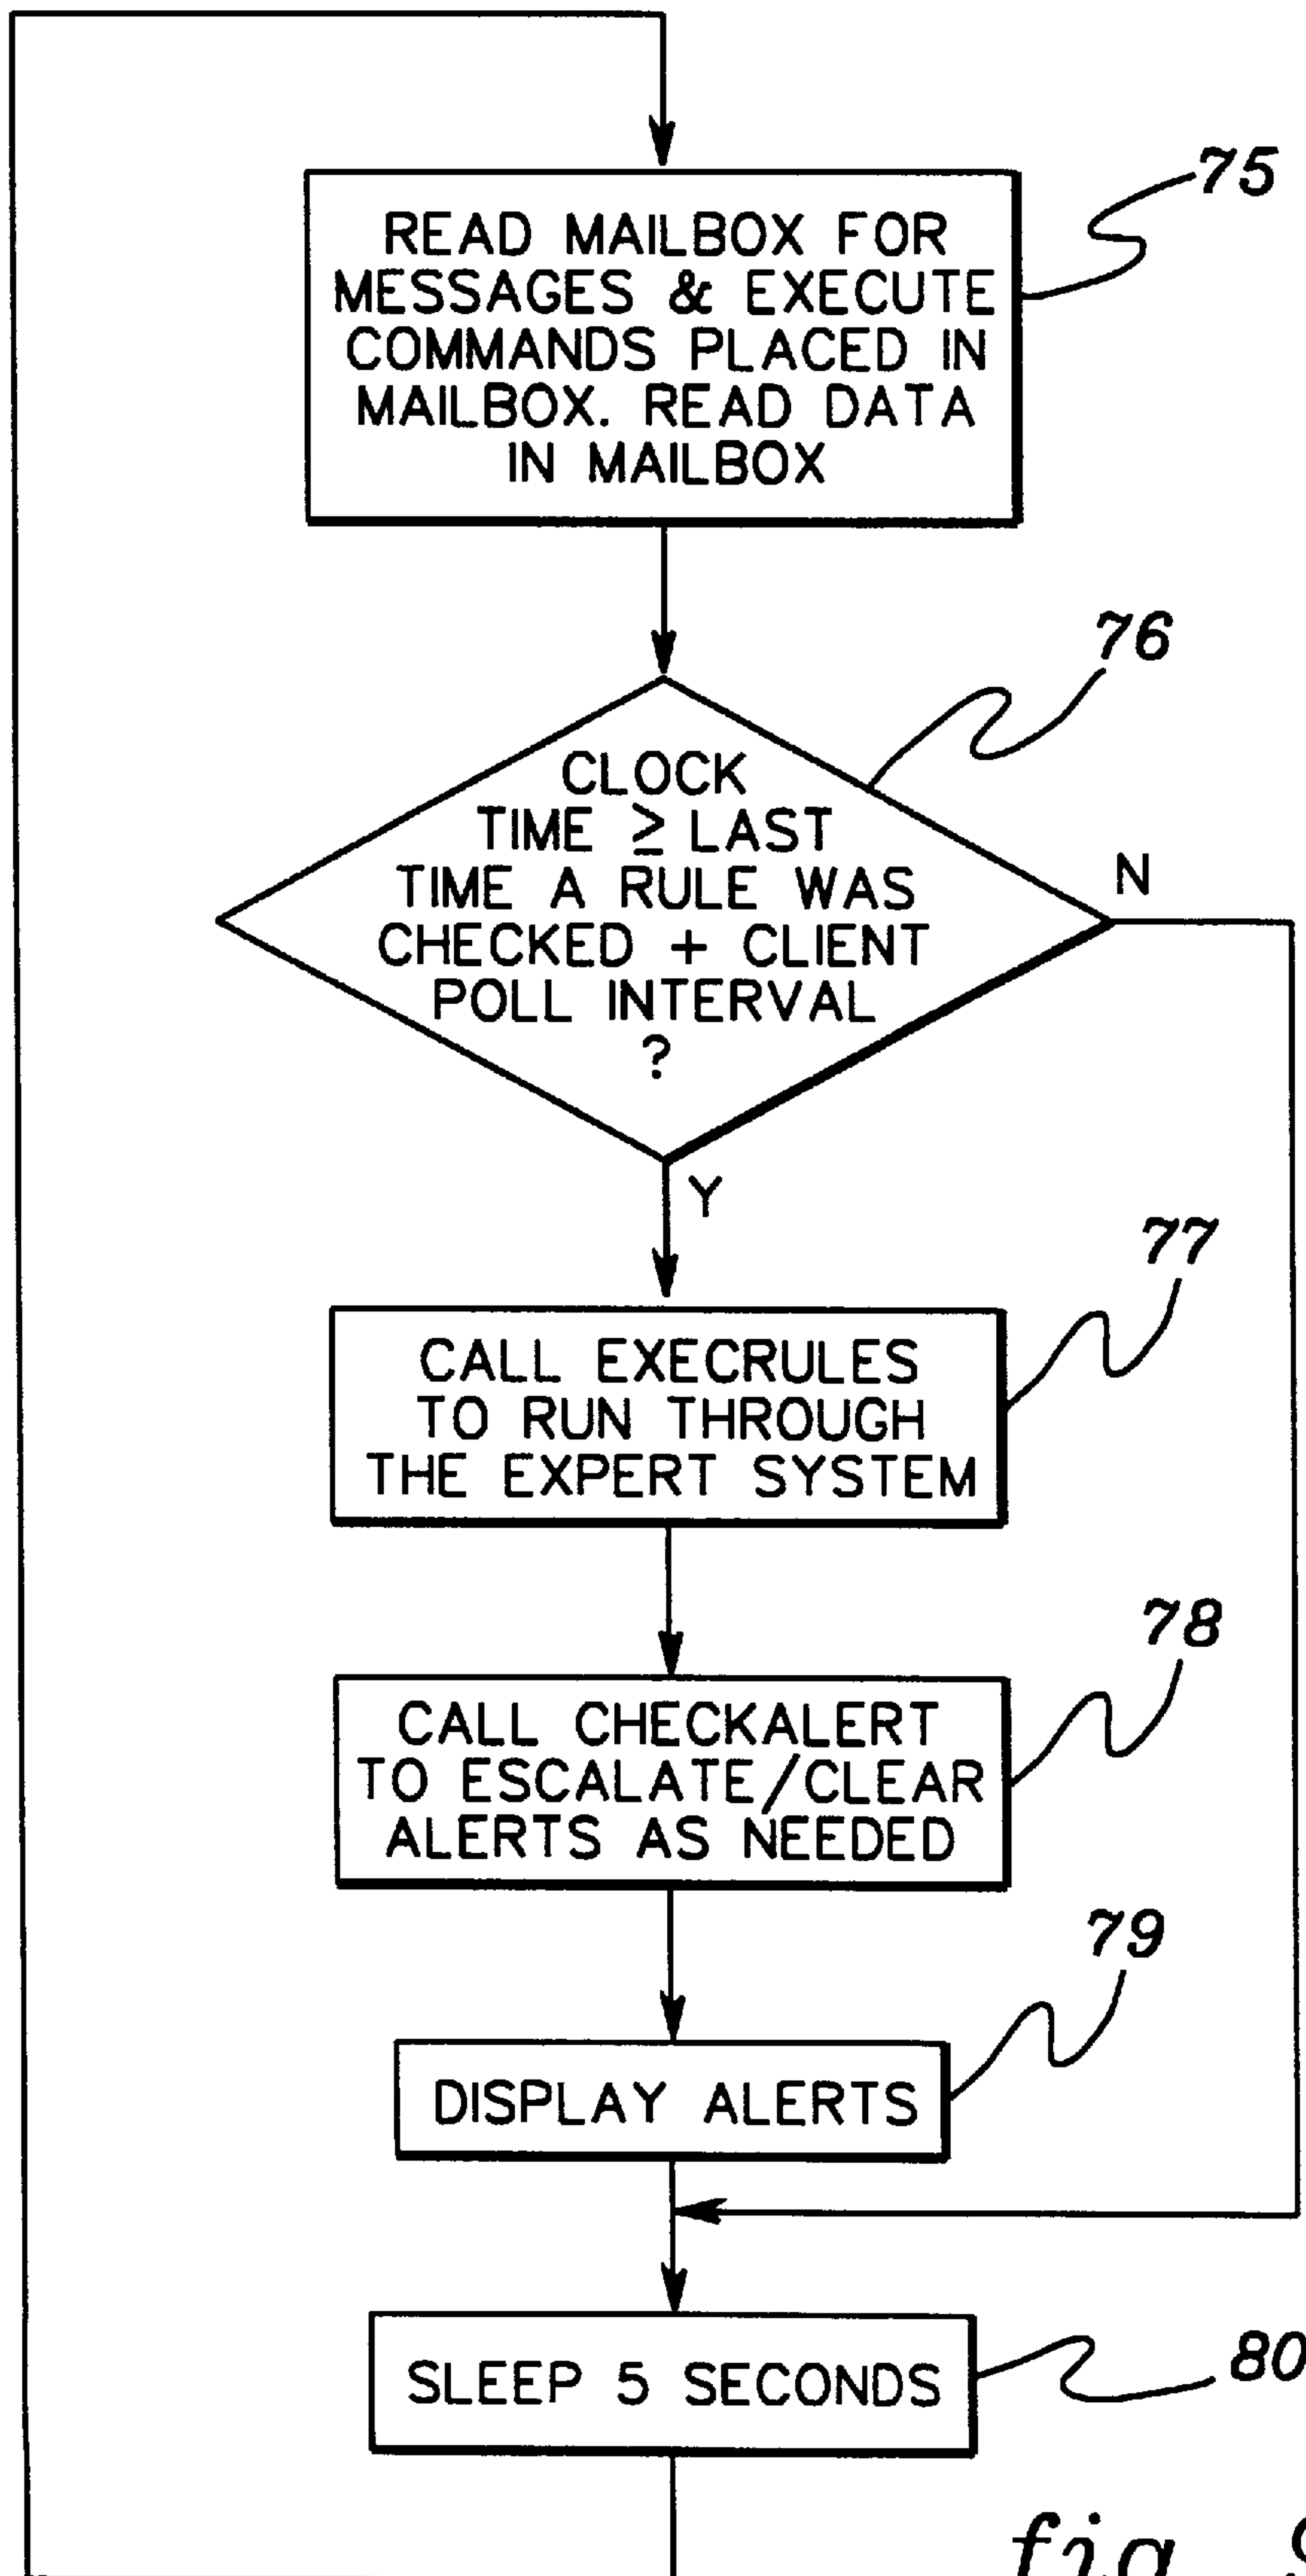 75
READ MAILBOX FOR
MESSAGES & EXECUTE
COMMANDS PLACED IN
MAILBOX. READ DATA
IN MAILBOX
76
CLOCK
TIME ≥ LAST
TIME A RULE WAS
CHECKED + CLIENT
POLL INTERVAL
?
N
Y
77
CALL EXECRULES
TO RUN THROUGH
THE EXPERT SYSTEM
78
CALL CHECKALERT
TO ESCALATE/CLEAR
ALERTS AS NEEDED
79
DISPLAY ALERTS
80
SLEEP 5 SECONDS
fig.